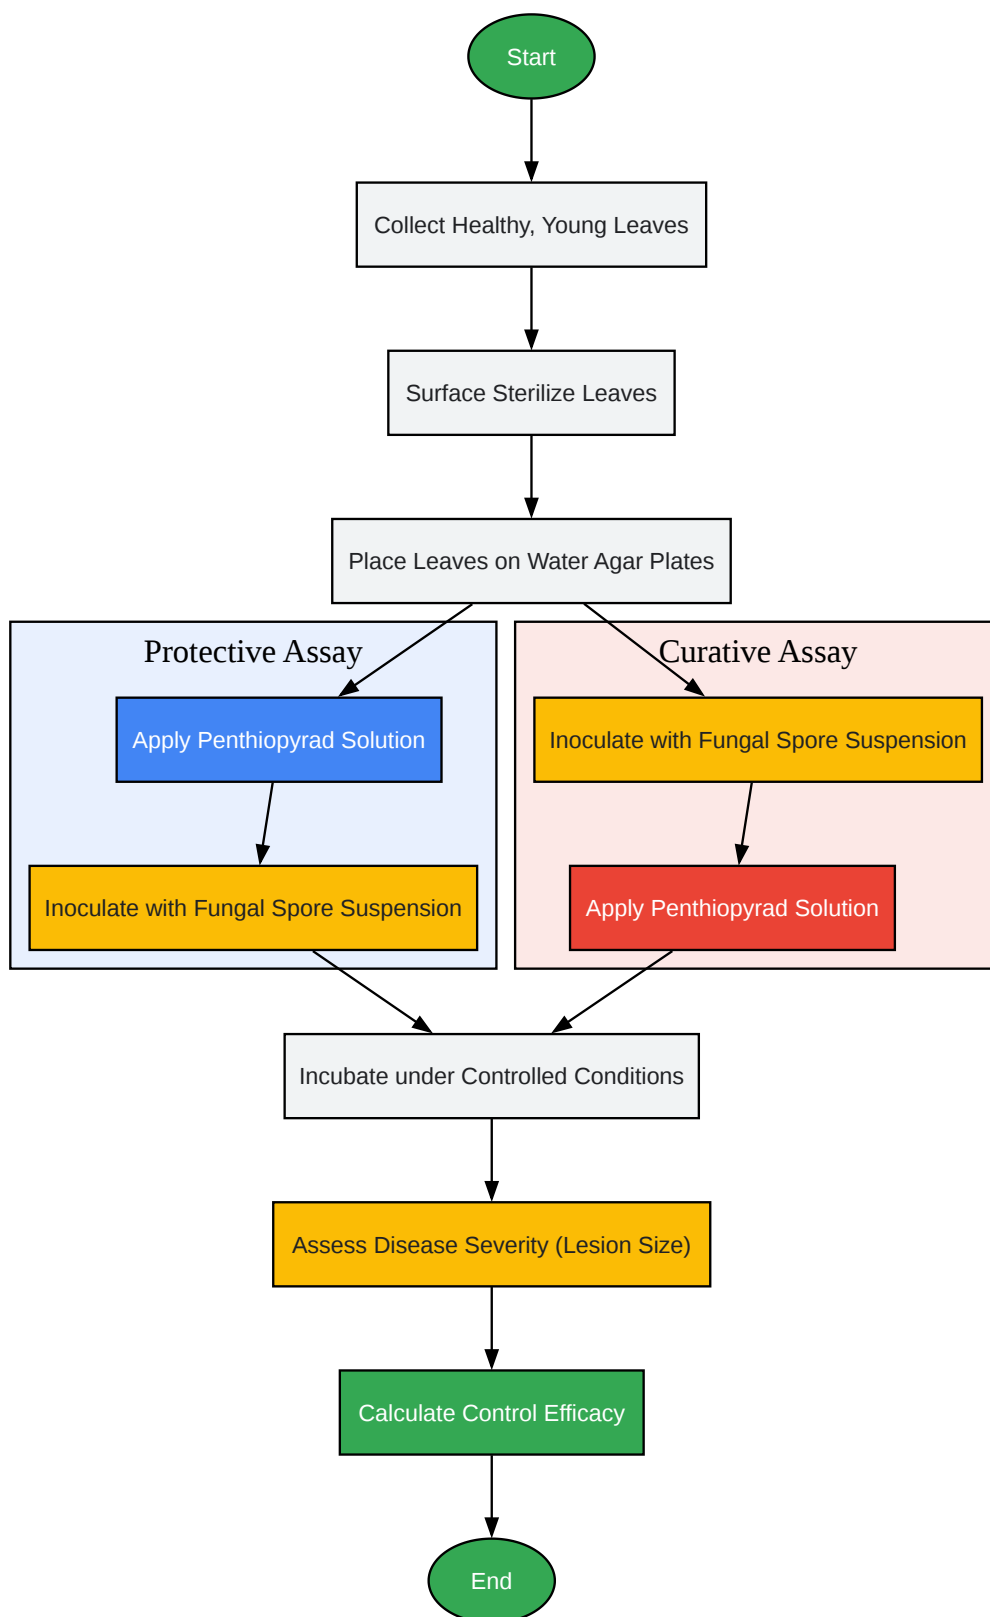 Start
Collect Healthy, Young Leaves
Surface Sterilize Leaves
Place Leaves on Water Agar Plates
Protective Assay
Apply Penthiopyrad Solution
Inoculate with Fungal Spore Suspension
Curative Assay
Inoculate with Fungal Spore Suspension
Apply Penthiopyrad Solution
Incubate under Controlled Conditions
Assess Disease Severity (Lesion Size)
Calculate Control Efficacy
End